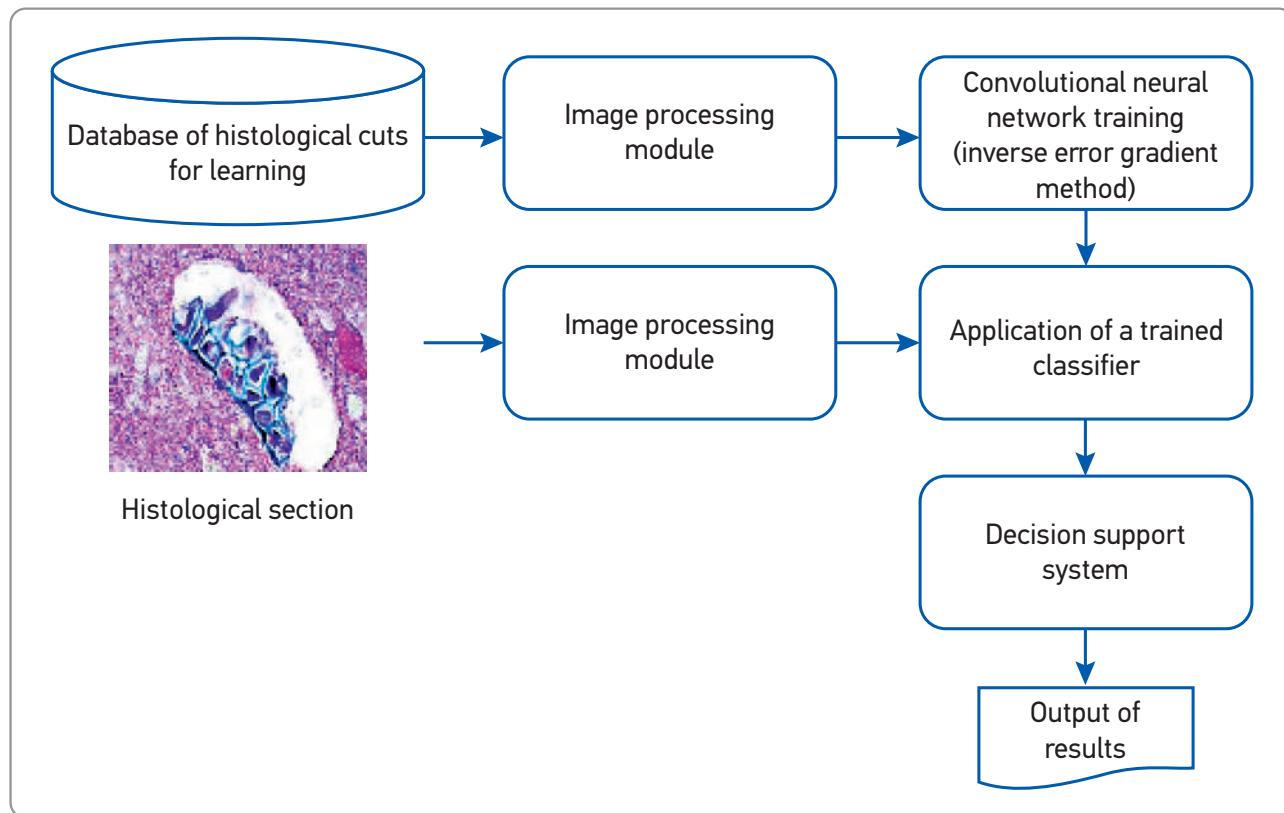 Database of histological cuts
for learning
Image processing
module
Convolutional neural
network training
(inverse error gradient
method)
Histological section
Image processing
module
Application of a trained
classifier
Decision support
system
Output of
results